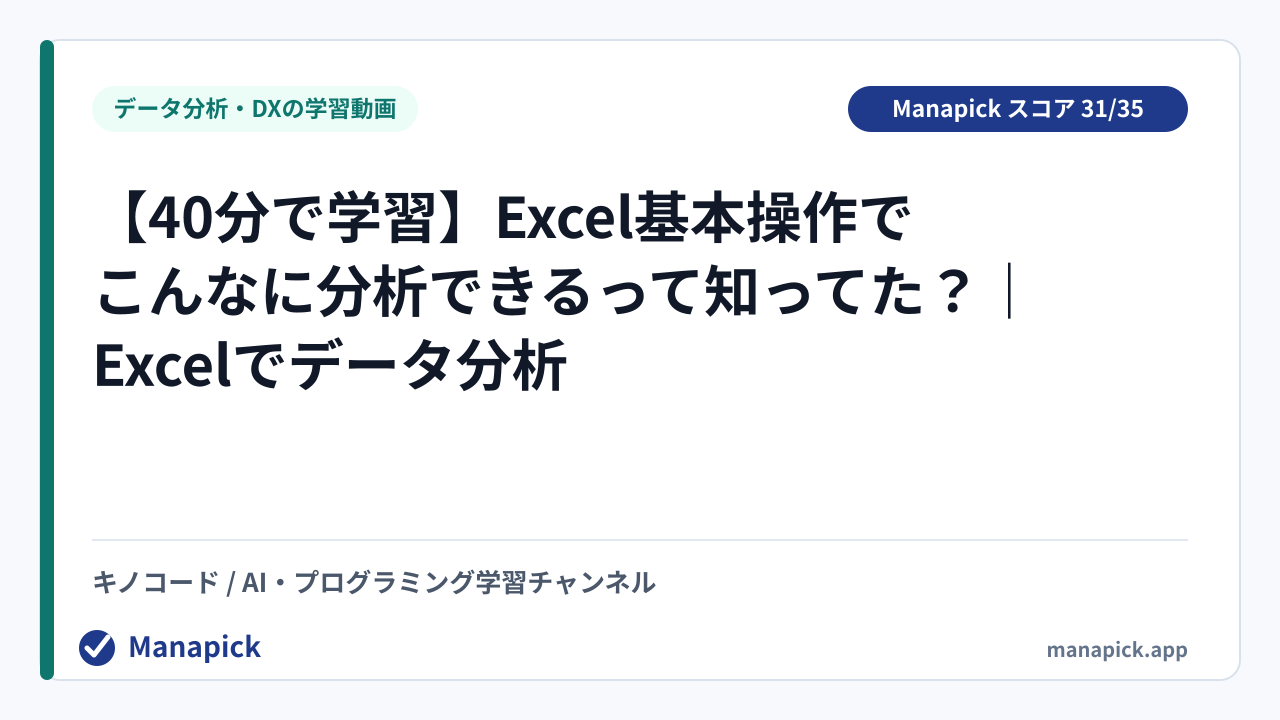 データ分析・DXの学習動画
Manapick スコア 31/35
【40分で学習】Excel基本操作で
こんなに分析できるって知ってた？｜
Excelでデータ分析
キノコード / AI・プログラミング学習チャンネル
Manapick
manapick.app